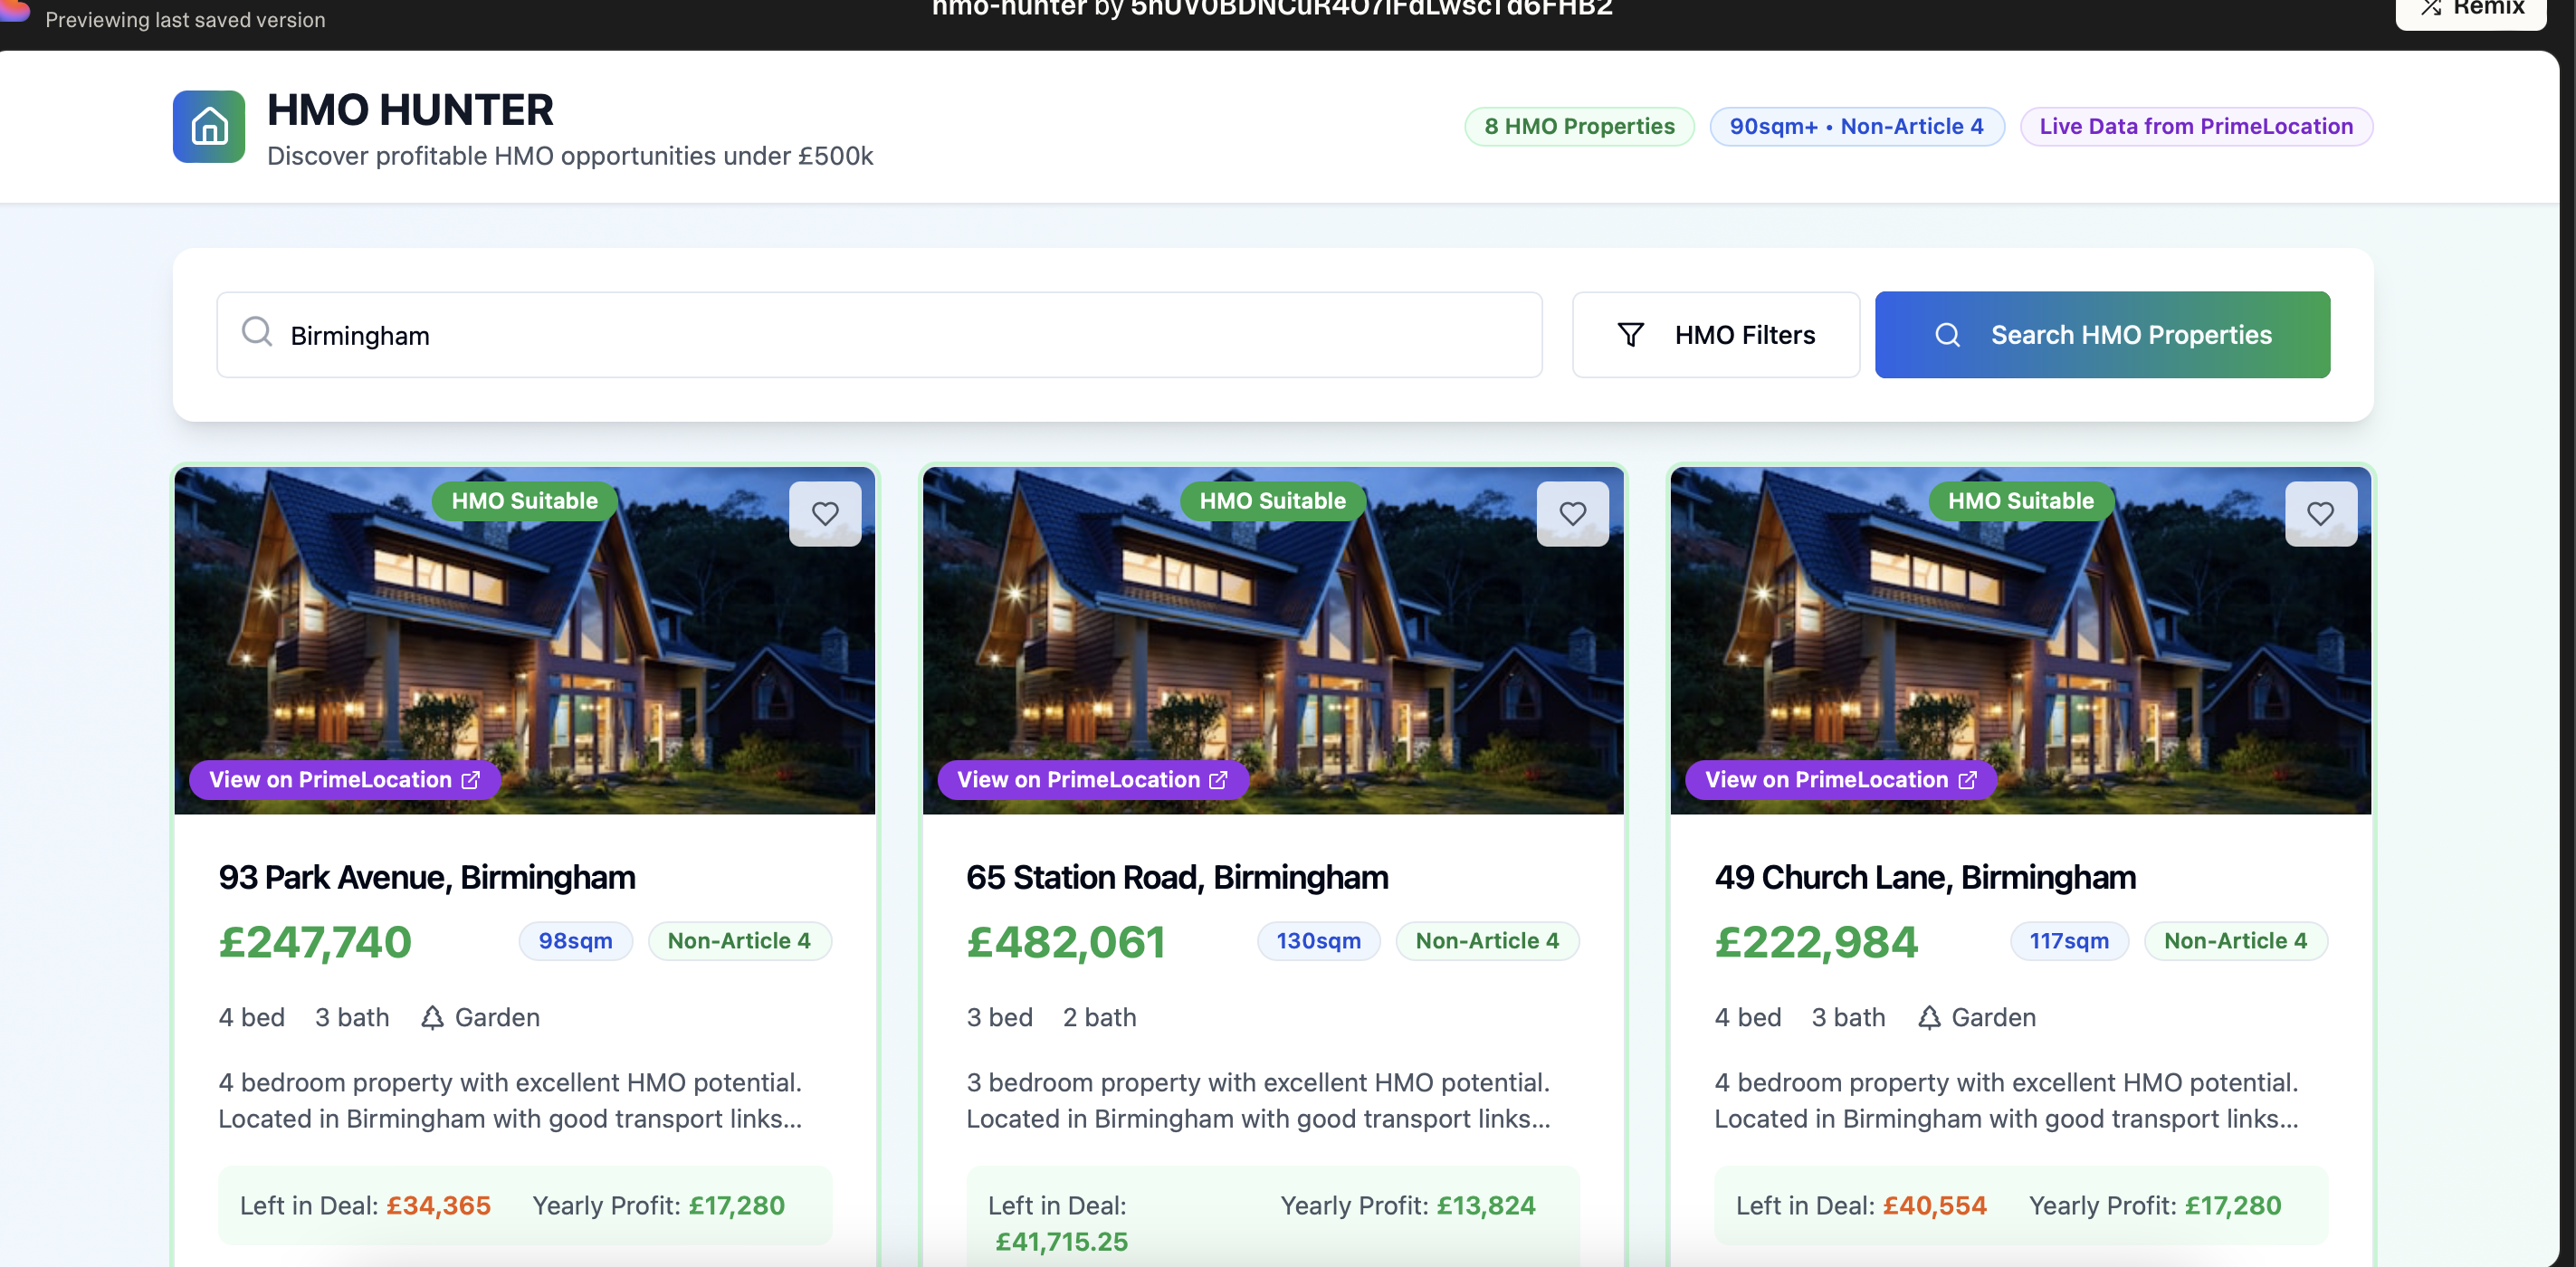 Previewing last saved version
hmo-hunter by
Remix
HMO HUNTER
Discover profitable HMO opportunities under £500k
8 HMO Properties
90sqm+ • Non-Article 4
Live Data from PrimeLocation
Birmingham
HMO Filters
Search HMO Properties
HMO Suitable
View on PrimeLocation
93 Park Avenue, Birmingham
£247,740
98sqm
Non-Article 4
4 bed 3 bath Garden
4 bedroom property with excellent HMO potential.
Located in Birmingham with good transport links...
Left in Deal: £34,365 Yearly Profit: £17,280
HMO Suitable
View on PrimeLocation
65 Station Road, Birmingham
£482,061
130sqm
Non-Article 4
3 bed 2 bath
3 bedroom property with excellent HMO potential.
Located in Birmingham with good transport links...
Left in Deal: Yearly Profit: £13,824
£41,715.25
HMO Suitable
View on PrimeLocation
49 Church Lane, Birmingham
£222,984
117sqm
Non-Article 4
4 bed 3 bath Garden
4 bedroom property with excellent HMO potential.
Located in Birmingham with good transport links...
Left in Deal: £40,554 Yearly Profit: £17,280